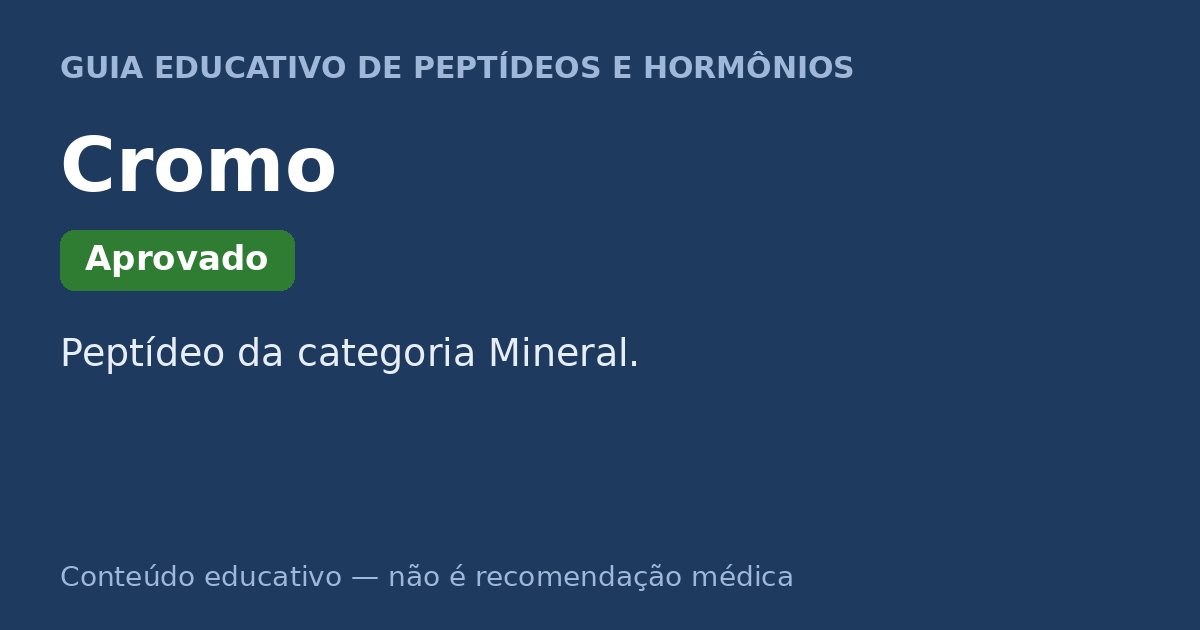 GUIA EDUCATIVO DE PEPTÍDEOS E HORMÔNIOS
Cromo
Aprovado
Peptídeo da categoria Mineral.
Conteúdo educativo — não é recomendação médica